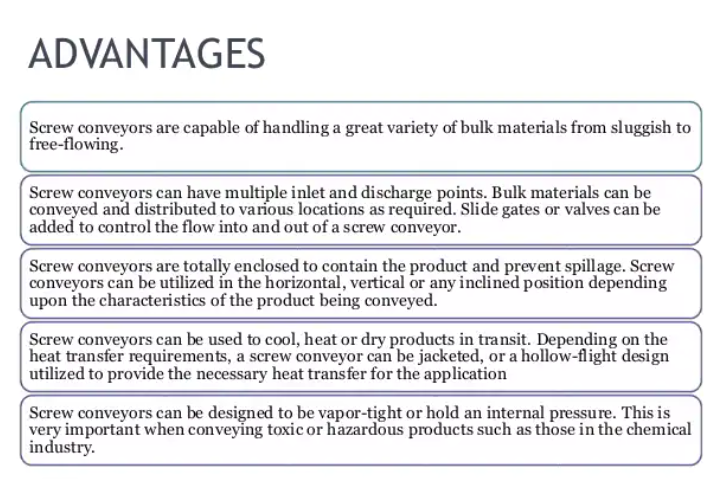 ADVANTAGES
Screw conveyors are capable of handling a great variety of bulk materials from sluggish to
free-flowing.
Screw conveyors can have multiple inlet and discharge points. Bulk materials can be
conveyed and distributed to various locations as required. Slide gates or valves can be
added to control the flow into and out of a screw conveyor.
Screw conveyors are totally enclosed to contain the product and prevent spillage. Screw
conveyors can be utilized in the horizontal, vertical or any inclined position depending
upon the characteristics of the product being conveyed.
Screw conveyors can be used to cool, heat or dry products in transit. Depending on the
heat transfer requirements, a screw conveyor can be jacketed, or a hollow-flight design
utilized to provide the necessary heat transfer for the application
Screw conveyors can be designed to be vapor-tight or hold an internal pressure. This is
very important when conveying toxic or hazardous products such as those in the chemical
industry.